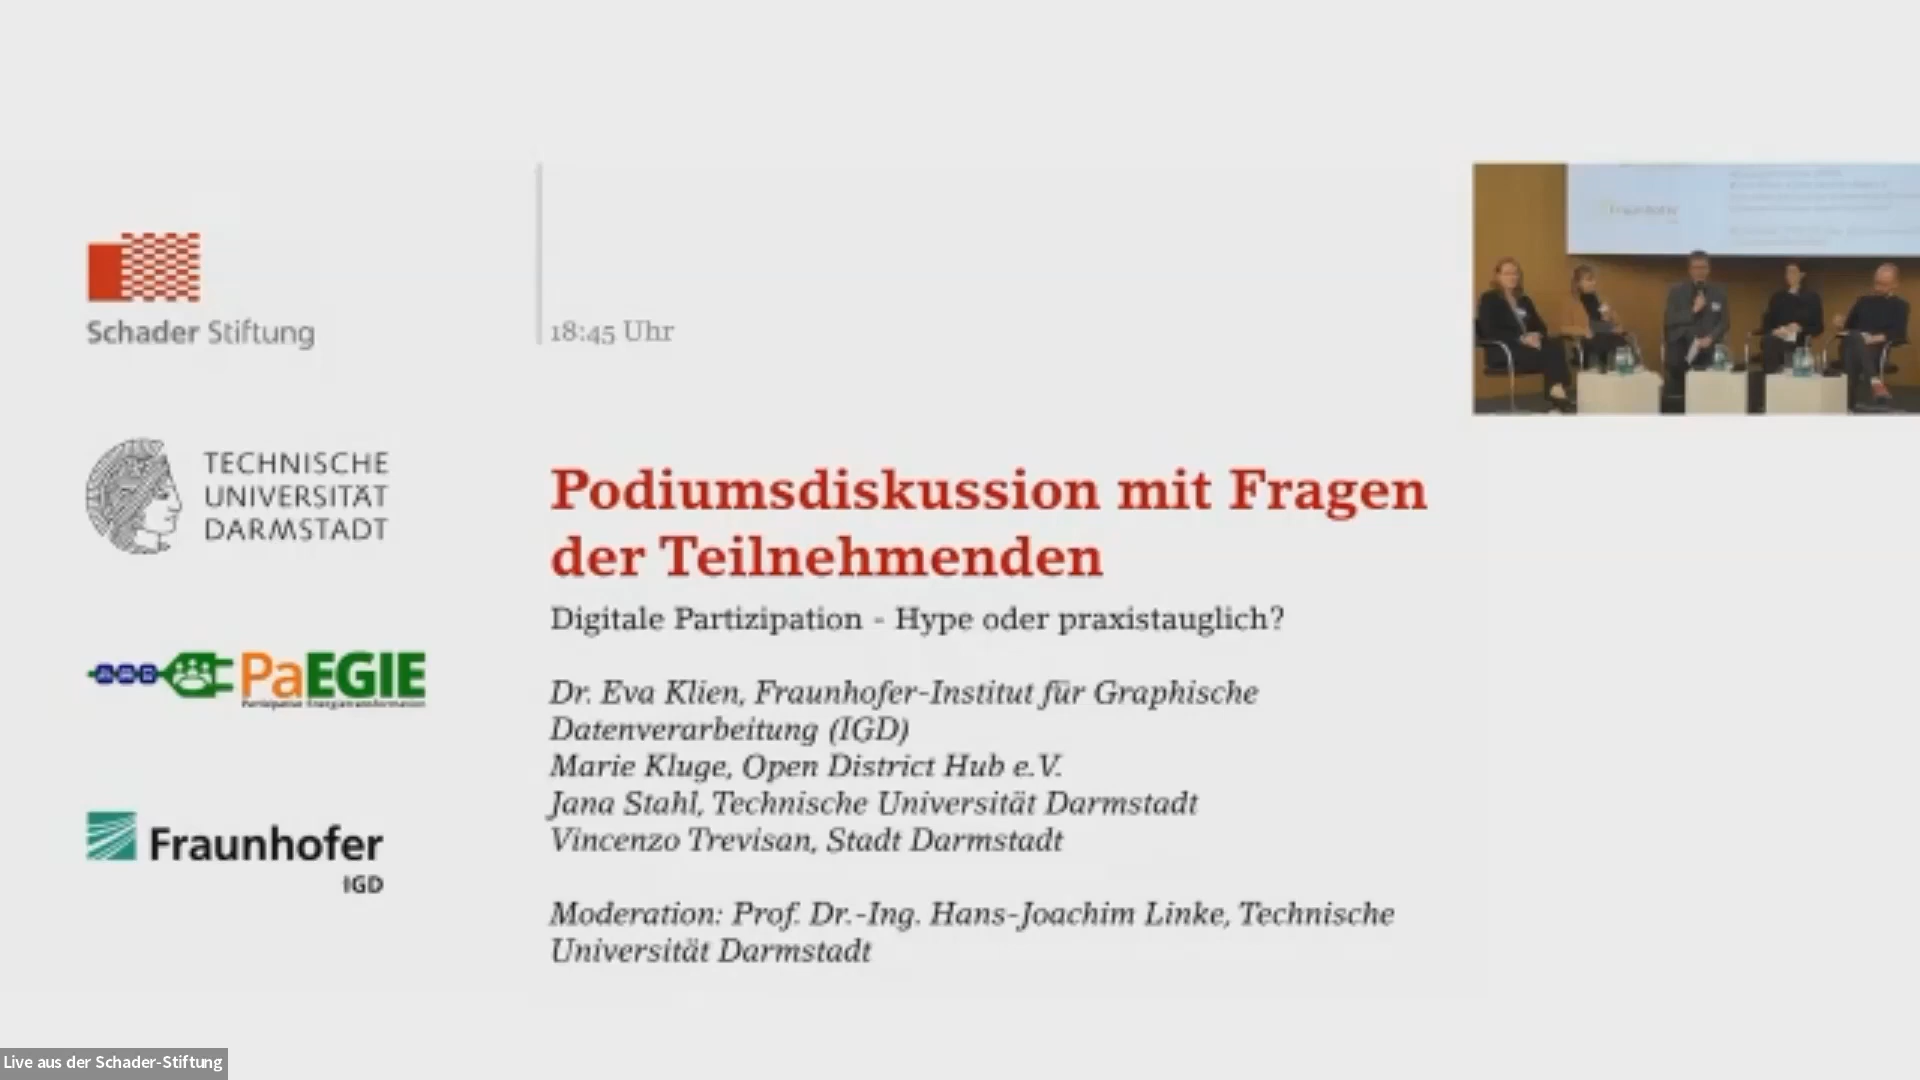 Schader Stiftung
18:45 Uhr
TECHNISCHE
UNIVERSITÄT
DARMSTADT
Podiumsdiskussion mit Fragen
der Teilnehmenden
Digitale Partizipation - Hype oder praxistauglich?
PaEGIE
Dr. Eva Klien, Fraunhofer-Institut für Graphische
Datenverarbeitung (IGD)
Marie Kluge, Open District Hub e.V.
Jana Stahl, Technische Universität Darmstadt
Vincenzo Trevisan, Stadt Darmstadt
Fraunhofer
IGD
Moderation: Prof. Dr.-Ing. Hans-Joachim Linke, Technische
Universität Darmstadt
Live aus der Schader-Stiftung